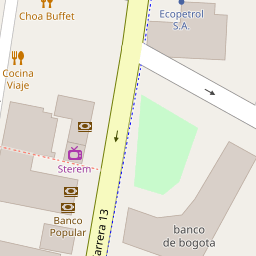 Choa Buffet
Ecopetrol
S.A.
Cocina
Viaje
Sterem
Banco
Popular
banco
de bogota
arrera 13